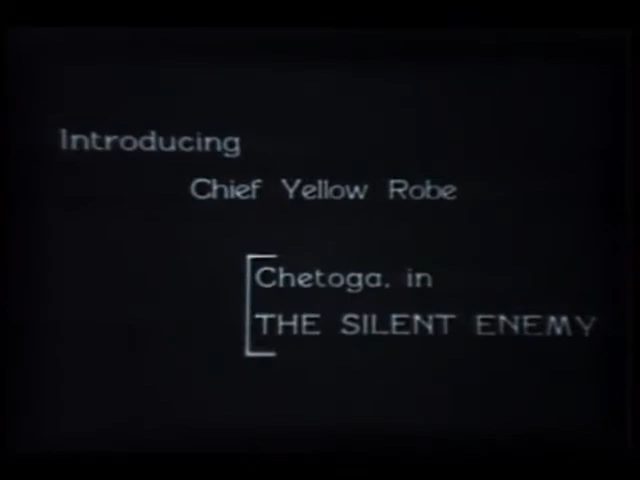 Introducing
Chief Yellow Robe
Chetoga, in
THE SILENT ENEMY